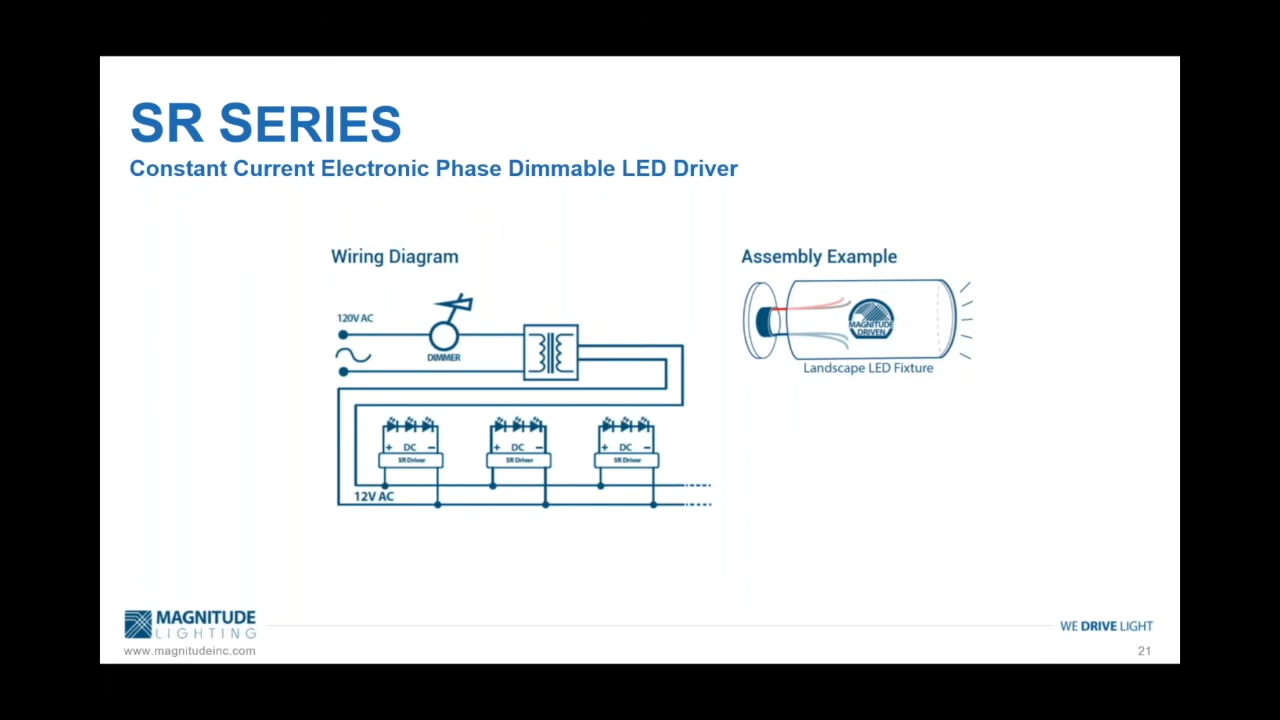 SR SERIES
Constant Current Electronic Phase Dimmable LED Driver
Wiring Diagram
120V AC
DIMMER
+ DC −
SR Driver
+ DC −
SR Driver
+ DC −
SR Driver
12V AC
Assembly Example
MAGNITUDE
DRIVEN
Landscape LED Fixture
MAGNITUDE
LIGHTING
www.magnitudeinc.com
WE DRIVE LIGHT
21